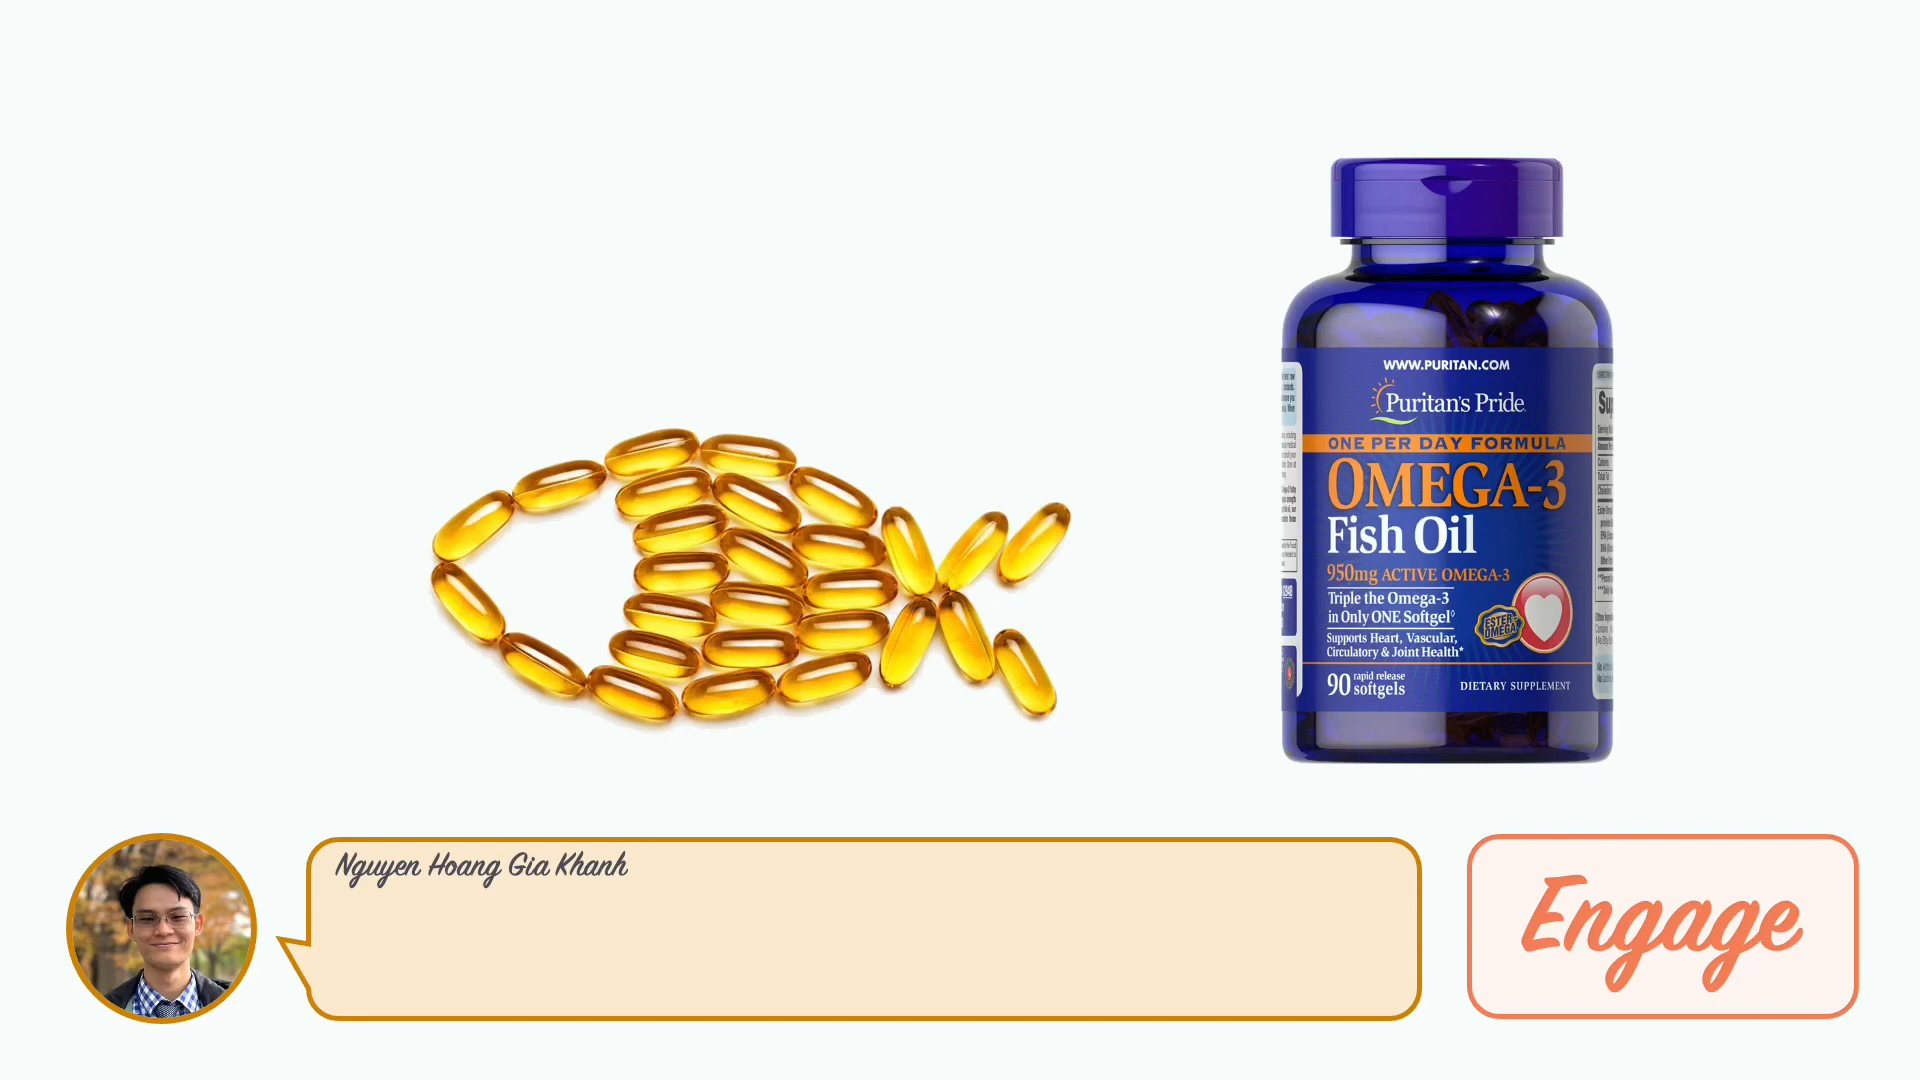 WWW.PURITAN.COM
Puritan's Pride
ONE PER DAY FORMULA
OMEGA-3
Fish Oil
950mg ACTIVE OMEGA-3
Triple the Omega-3
in Only ONE Softgel◊
ESTER-
OMEGA
Supports Heart, Vascular,
Circulatory & Joint Health*
90 rapid release
softgels
DIETARY SUPPLEMENT
Nguyen Hoang Gia Khanh
Engage